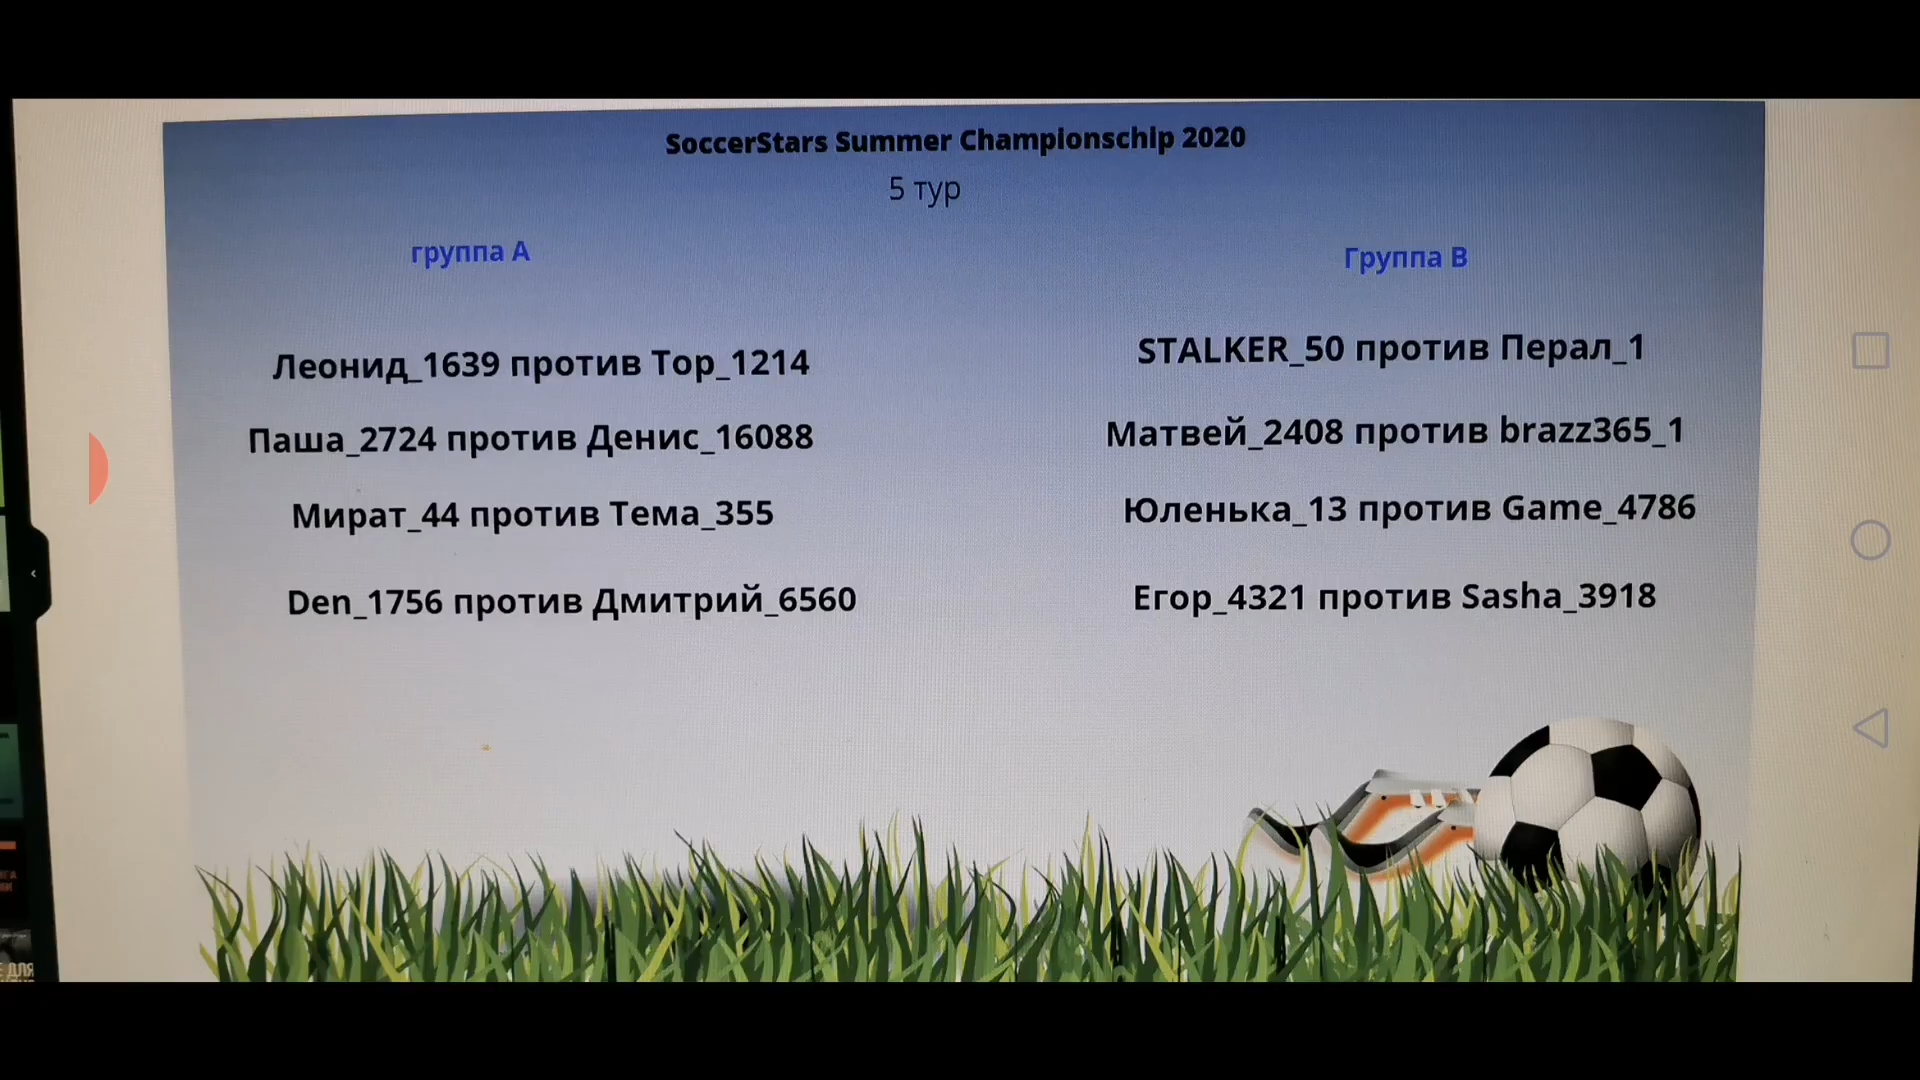 SoccerStars Summer Championschip 2020
5 тур
группа А
Леонид_1639 против Тор_1214
Паша_2724 против Денис_16088
Мират_44 против Тема_355
Den_1756 против Дмитрий_6560
Группа В
STALKER_50 против Перал_1
Матвей_2408 против brazz365_1
Юленька_13 против Game_4786
Егор_4321 против Sasha_3918